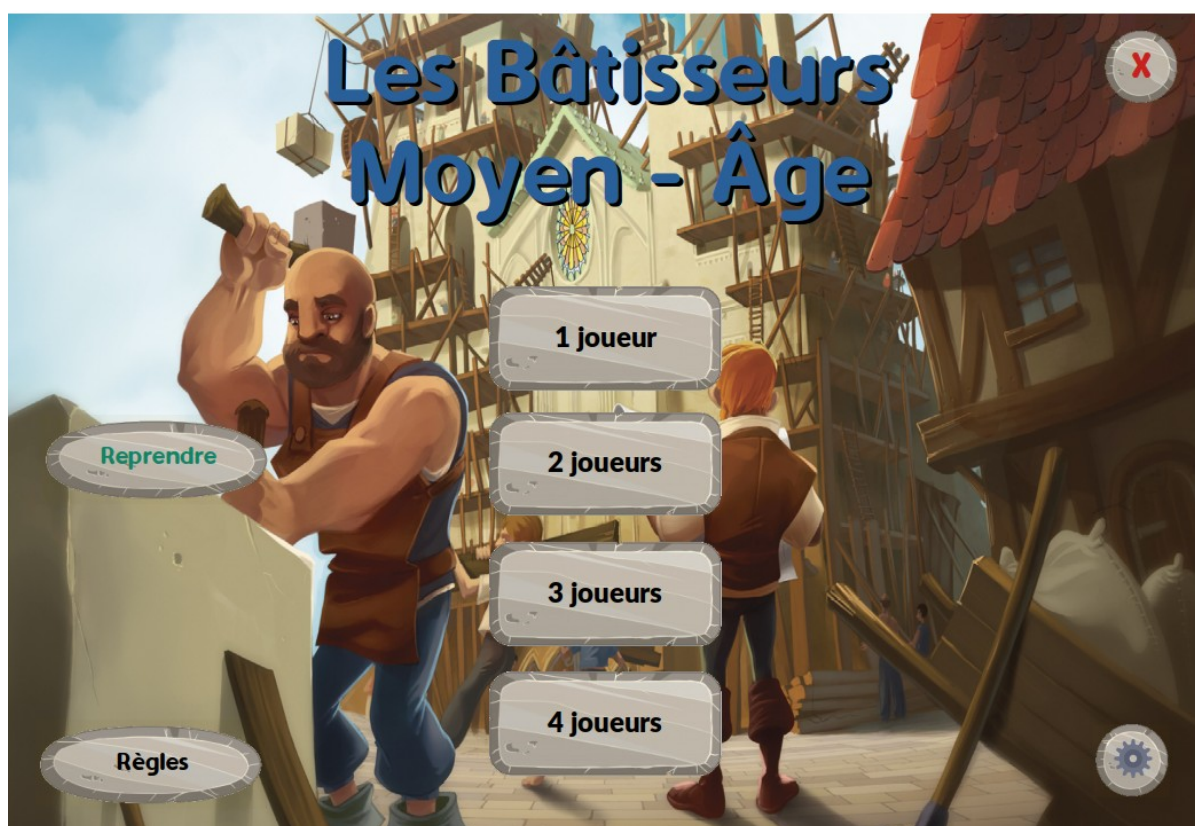 Les Bâtisseurs
Moyen - Âge
X
1 joueur
2 joueurs
Reprendre
3 joueurs
4 joueurs
Règles